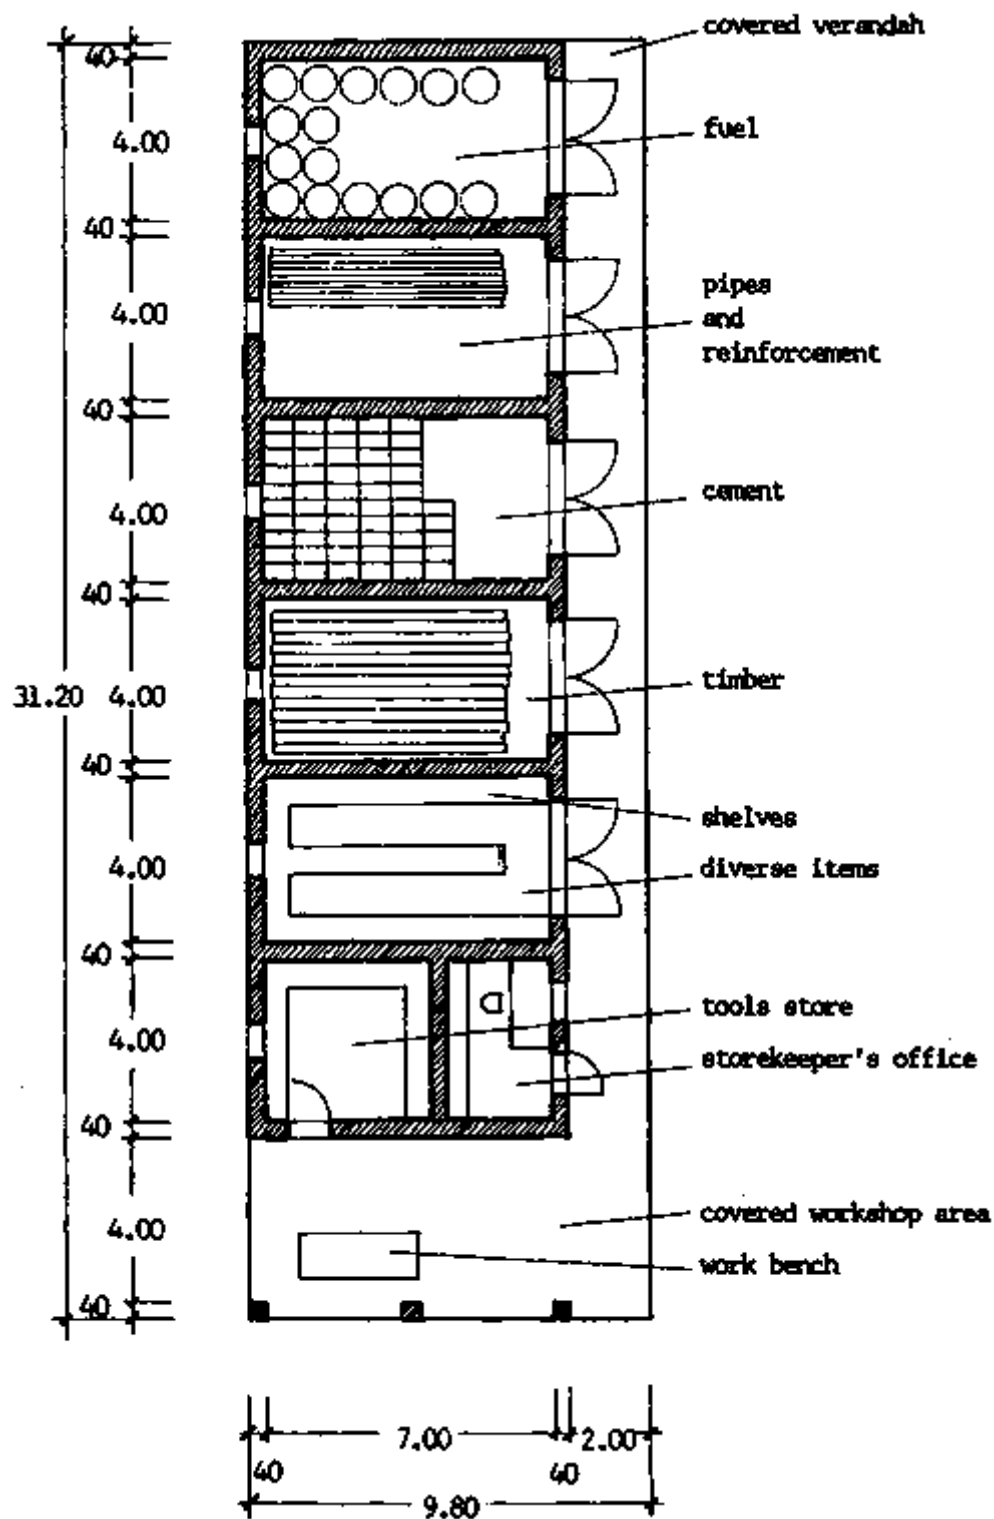 covered verandah
40
4.00
fuel
40
4.00
pipes
and
reinforcement
40
4.00
cement
40
31.20
4.00
timber
40
shelves
4.00
diverse items
40
4.00
tools store
storekeeper's office
40
4.00
covered workshop area
work bench
40
7.00
2.00
40
40
9.80